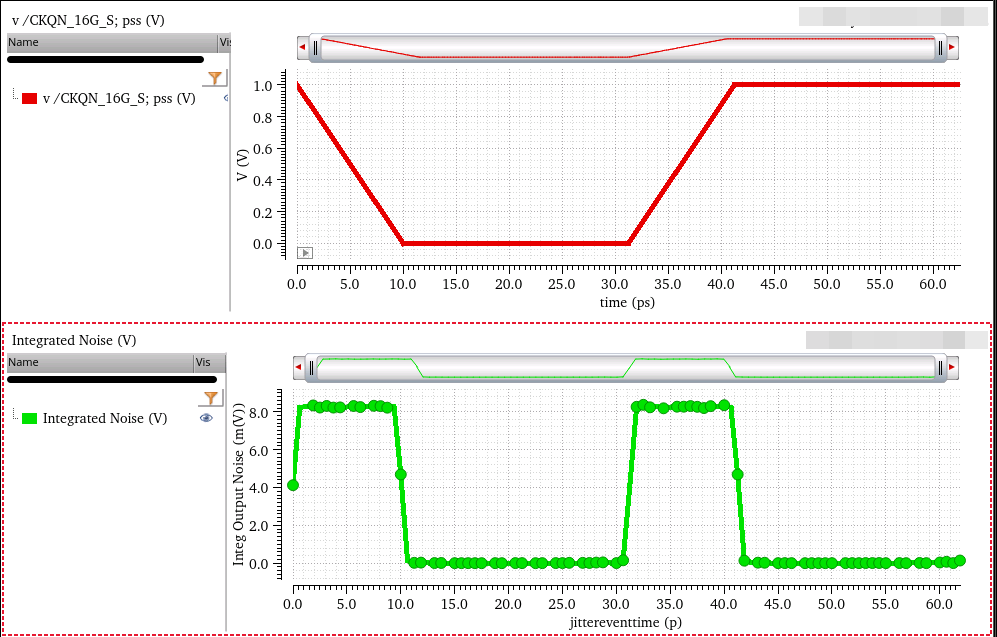 v /CKQN_16G_S; pss (V)
Name Vis
v /CKQN_16G_S; pss (V)
V (V)
1.0
0.8
0.6
0.4
0.2
0.0
0.0 5.0 10.0 15.0 20.0 25.0 30.0 35.0 40.0 45.0 50.0 55.0 60.0
time (ps)
Integrated Noise (V)
Name Vis
Integrated Noise (V)
Integ Output Noise (m(V))
8.0
6.0
4.0
2.0
0.0
0.0 5.0 10.0 15.0 20.0 25.0 30.0 35.0 40.0 45.0 50.0 55.0 60.0
jittereventtime (p)